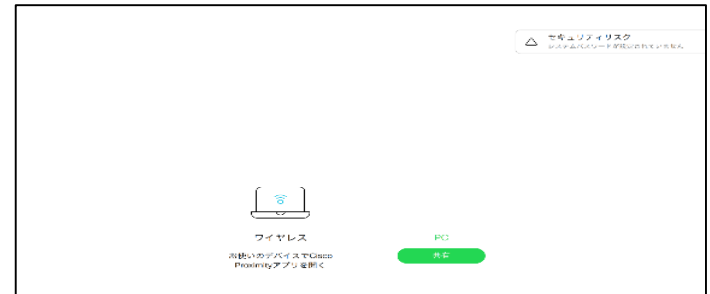 セキュリティリスク
システムパスワードが設定されていません
ワイヤレス
お使いのデバイスでCisco
Proximityアプリを開く
PC
共有